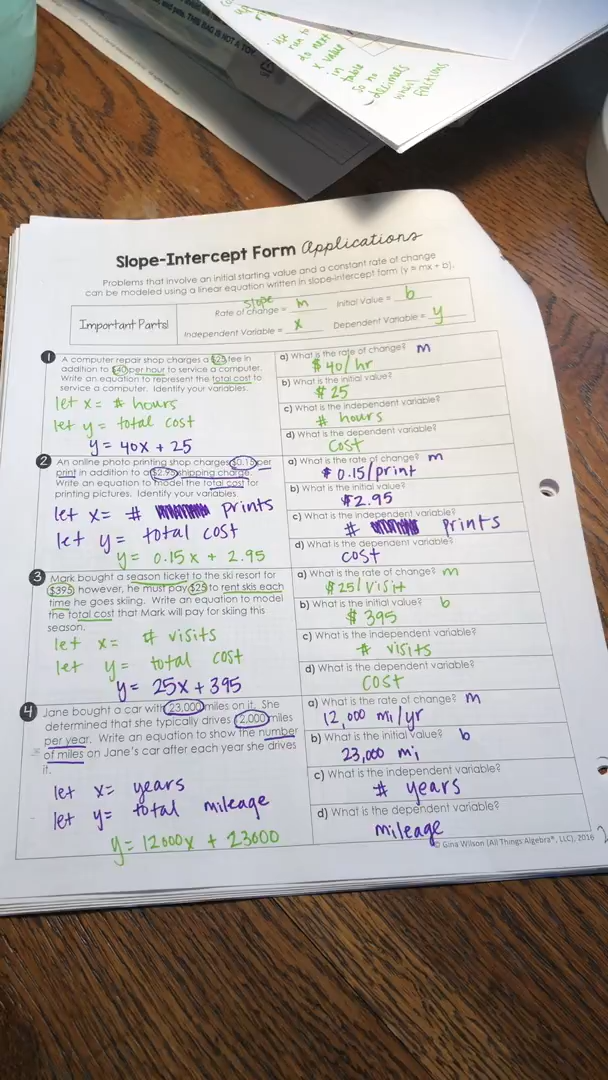 THIS BAG IS NOT A TOY
run to
do next
x value
in table
so no
decimals
fractions
Slope-Intercept Form Applications
Problems that involve an initial starting value and a constant rate of change
can be modeled using a linear equation written in slope-intercept form (y = mx + b).
Important Parts!
slope
Rate of change = m
Initial Value = b
Independent Variable = x
Dependent Variable = y
1 A computer repair shop charges a $25 fee in
addition to $40 per hour to service a computer.
Write an equation to represent the total cost to
service a computer. Identify your variables.
let x= # hours
let y= total cost
y = 40x + 25
a) What is the rate of change? m
$40/hr
b) What is the initial value?
$25
c) What is the independent variable?
# hours
d) What is the dependent variable?
cost
2 An online photo printing shop charges $0.15 per
print in addition to a $2.95 shipping charge.
Write an equation to model the total cost for
printing pictures. Identify your variables.
let x= # prints
let y= total cost
y= 0.15x + 2.95
a) What is the rate of change? m
$0.15/print
b) What is the initial value?
$2.95
c) What is the independent variable?
# prints
d) What is the dependent variable?
cost
3 Mark bought a season ticket to the ski resort for
$395 however, he must pay $25 to rent skis each
time he goes skiing. Write an equation to model
the total cost that Mark will pay for skiing this
season.
let x= # visits
let y= total cost
y= 25x + 395
a) What is the rate of change? m
$25/visit
b) What is the initial value? b
$395
c) What is the independent variable?
# visits
d) What is the dependent variable?
cost
4 Jane bought a car with 23,000 miles on it. She
determined that she typically drives 12,000 miles
per year. Write an equation to show the number
of miles on Jane's car after each year she drives
it.
let x= years
let y= total mileage
y= 12000x + 23000
a) What is the rate of change? m
12,000 mi/yr
b) What is the initial value? b
23,000 mi
c) What is the independent variable?
# years
d) What is the dependent variable?
mileage
© Gina Wilson (All Things Algebra®, LLC), 2016